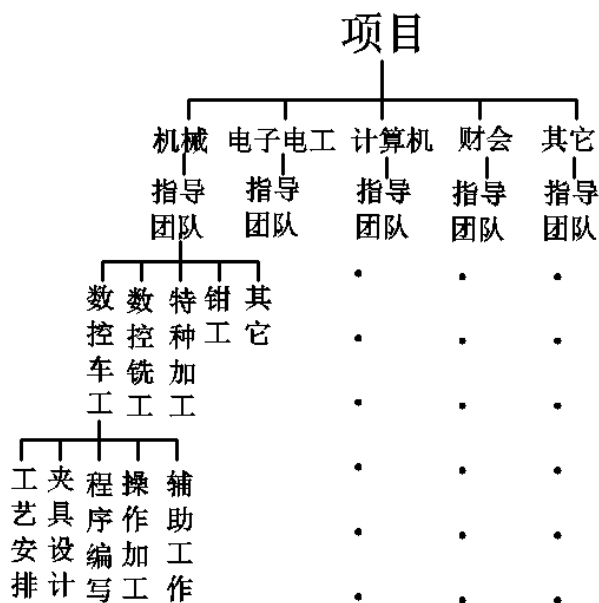 项目
机械 电子电工 计算机 财会 其它
指导团队 指导团队 指导团队 指导团队 指导团队
数控车工 数控铣工 特种加工 钳工 其它
工艺安排 夹具设计 程序编写 操作加工 辅助工作